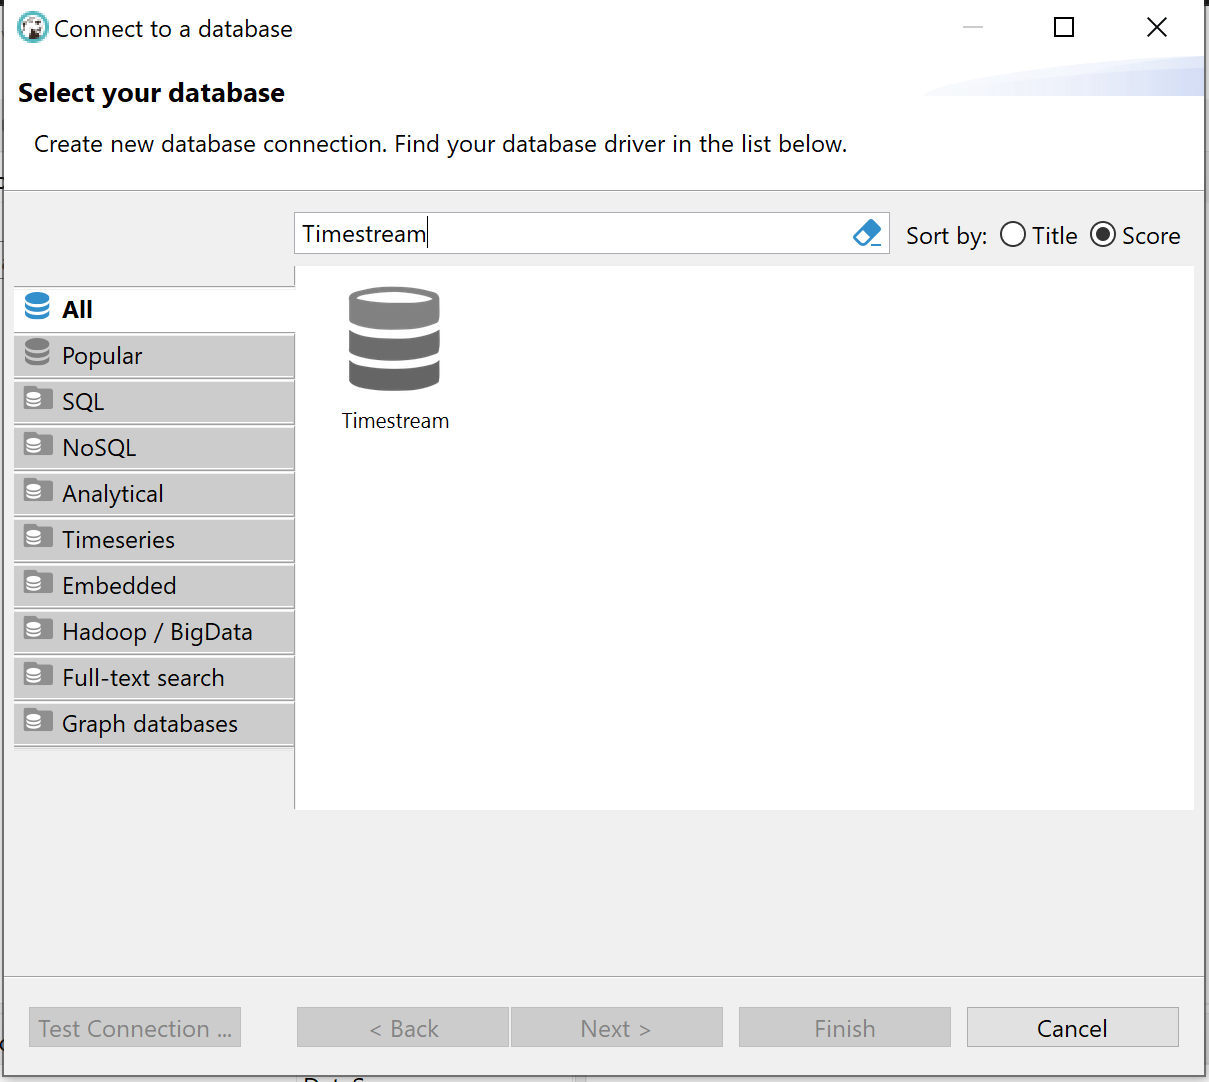 Connect to a database
Select your database
Create new database connection. Find your database driver in the list below.
Timestream
Sort by: Title Score
All
Popular
SQL
NoSQL
Analytical
Timeseries
Embedded
Hadoop / BigData
Full-text search
Graph databases
Timestream
Test Connection ...
< Back
Next >
Finish
Cancel